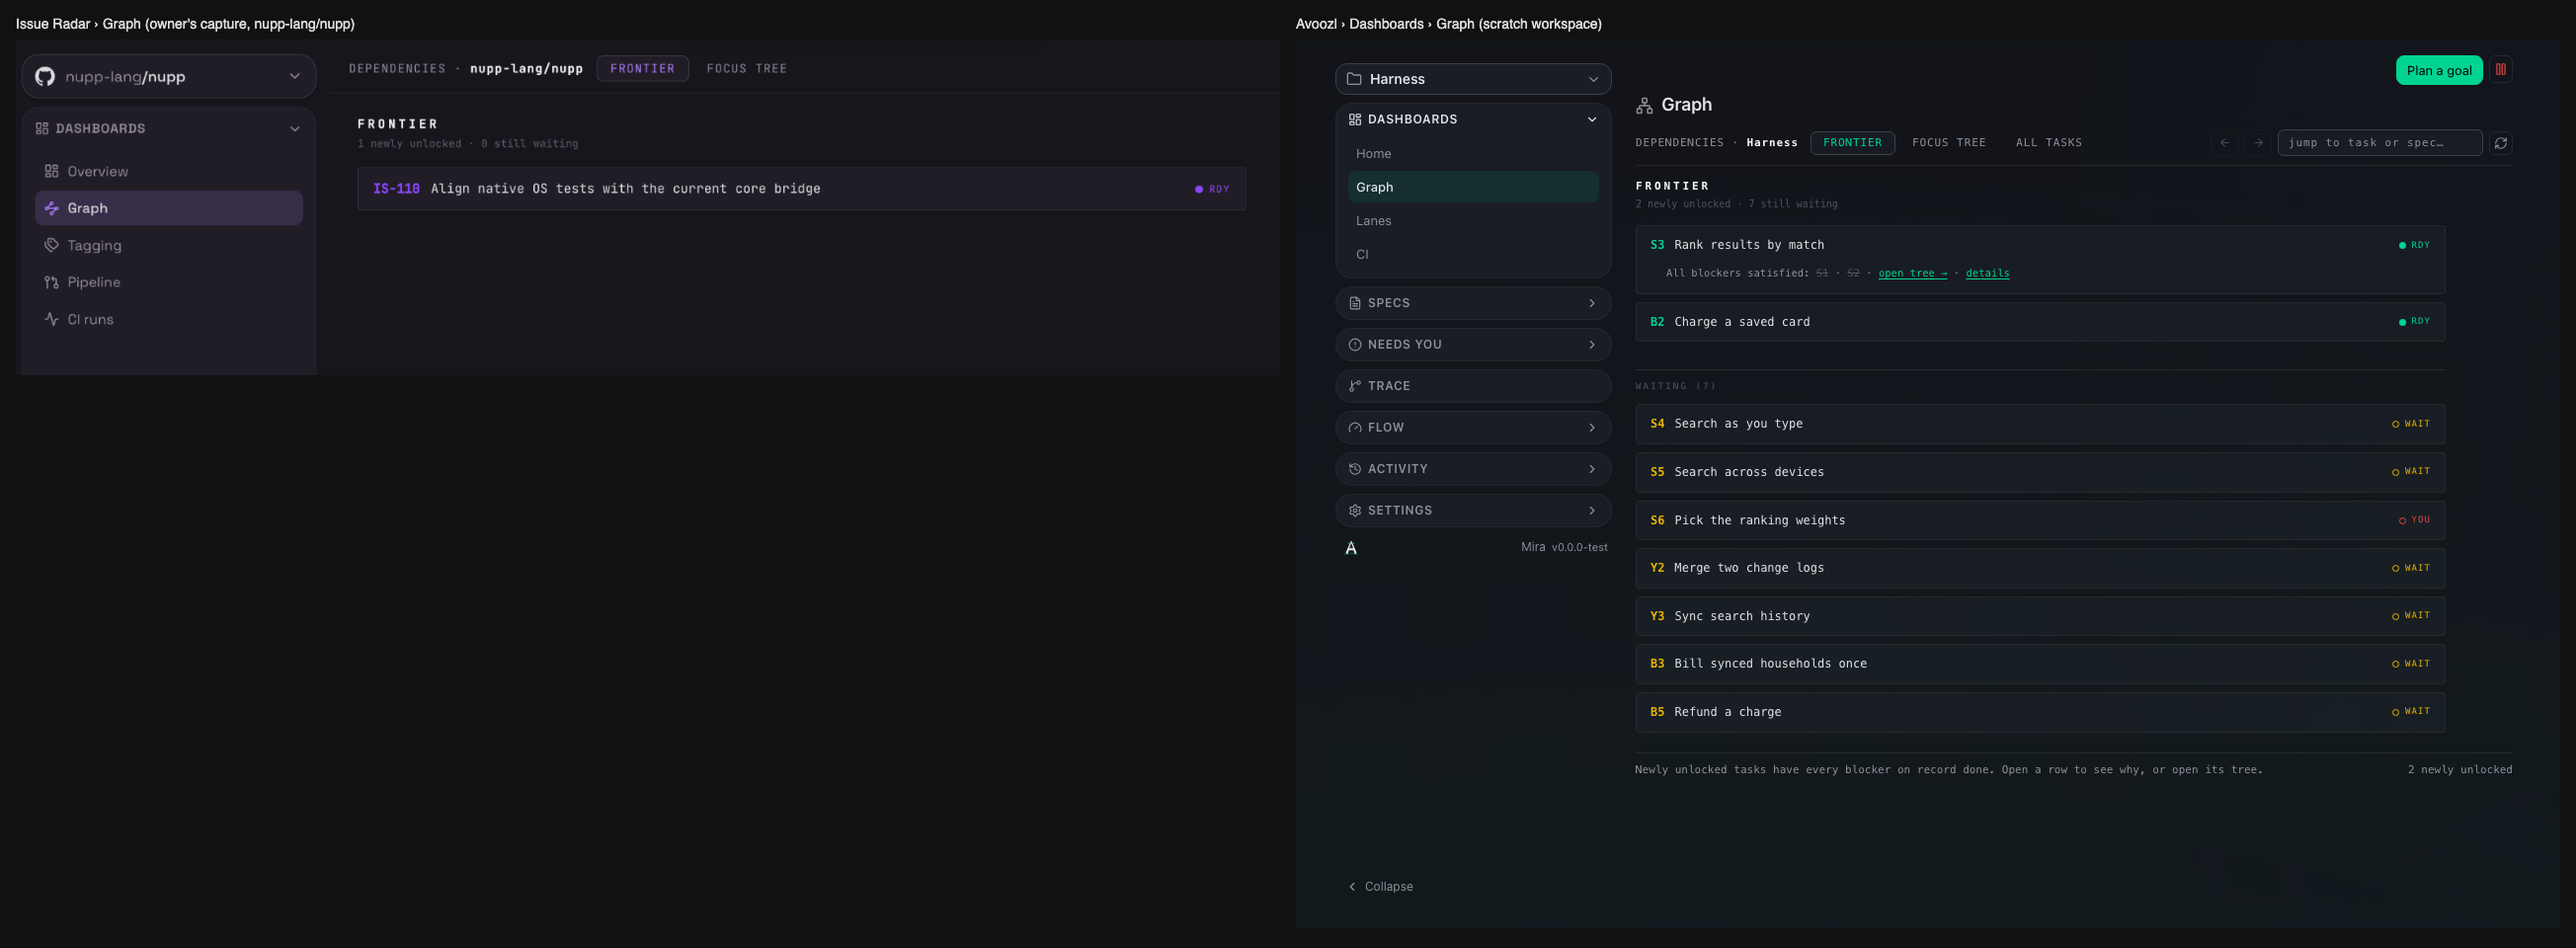 Issue Radar › Graph (owner's capture, nupp-lang/nupp)
nupp-lang/nupp
DASHBOARDS
Overview
Graph
Tagging
Pipeline
CI runs
DEPENDENCIES · nupp-lang/nupp FRONTIER FOCUS TREE
FRONTIER
1 newly unlocked · 0 still waiting
IS-110 Align native OS tests with the current core bridge RDY
Avoozl › Dashboards › Graph (scratch workspace)
Harness
DASHBOARDS
Home
Graph
Lanes
CI
SPECS
NEEDS YOU
TRACE
FLOW
ACTIVITY
SETTINGS
A Mira v0.0.0-test
Collapse
Plan a goal
Graph
DEPENDENCIES · Harness FRONTIER FOCUS TREE ALL TASKS ← → jump to task or spec…
FRONTIER
2 newly unlocked · 7 still waiting
S3 Rank results by match RDY
All blockers satisfied: S1 · S2 · open tree → · details
B2 Charge a saved card RDY
WAITING (7)
S4 Search as you type WAIT
S5 Search across devices WAIT
S6 Pick the ranking weights YOU
Y2 Merge two change logs WAIT
Y3 Sync search history WAIT
B3 Bill synced households once WAIT
B5 Refund a charge WAIT
Newly unlocked tasks have every blocker on record done. Open a row to see why, or open its tree. 2 newly unlocked